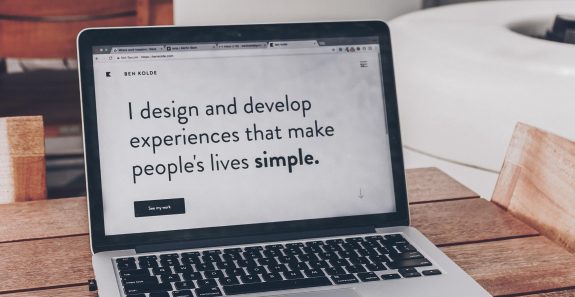 BEN KOLDE
I design and develop
experiences that make
people's lives simple.
See my work